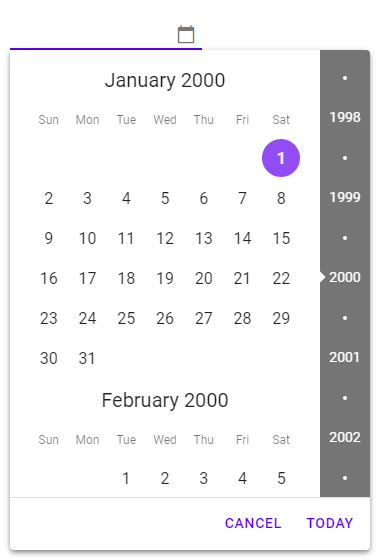 January 2000
Sun Mon Tue Wed Thu Fri Sat
1
2 3 4 5 6 7 8
9 10 11 12 13 14 15
16 17 18 19 20 21 22
23 24 25 26 27 28 29
30 31
February 2000
Sun Mon Tue Wed Thu Fri Sat
1 2 3 4 5
1998
1999
2000
2001
2002
CANCEL TODAY